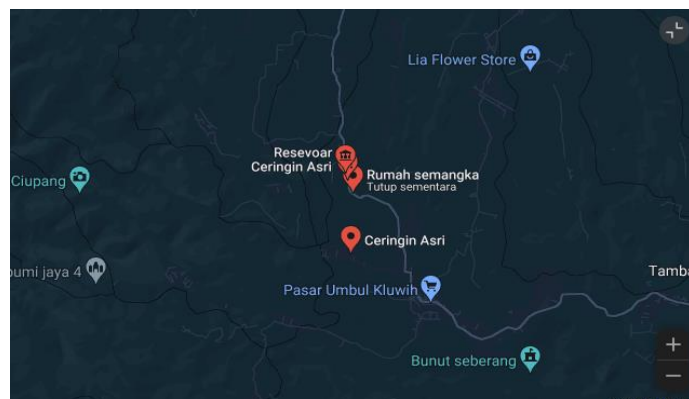 Lia Flower Store
Resevoar
Ceringin Asri
Rumah semangka
Tutup sementara
Ciupang
Ceringin Asri
bumi jaya 4
Pasar Umbul Kluwih
Tamba
Bunut seberang
+
−